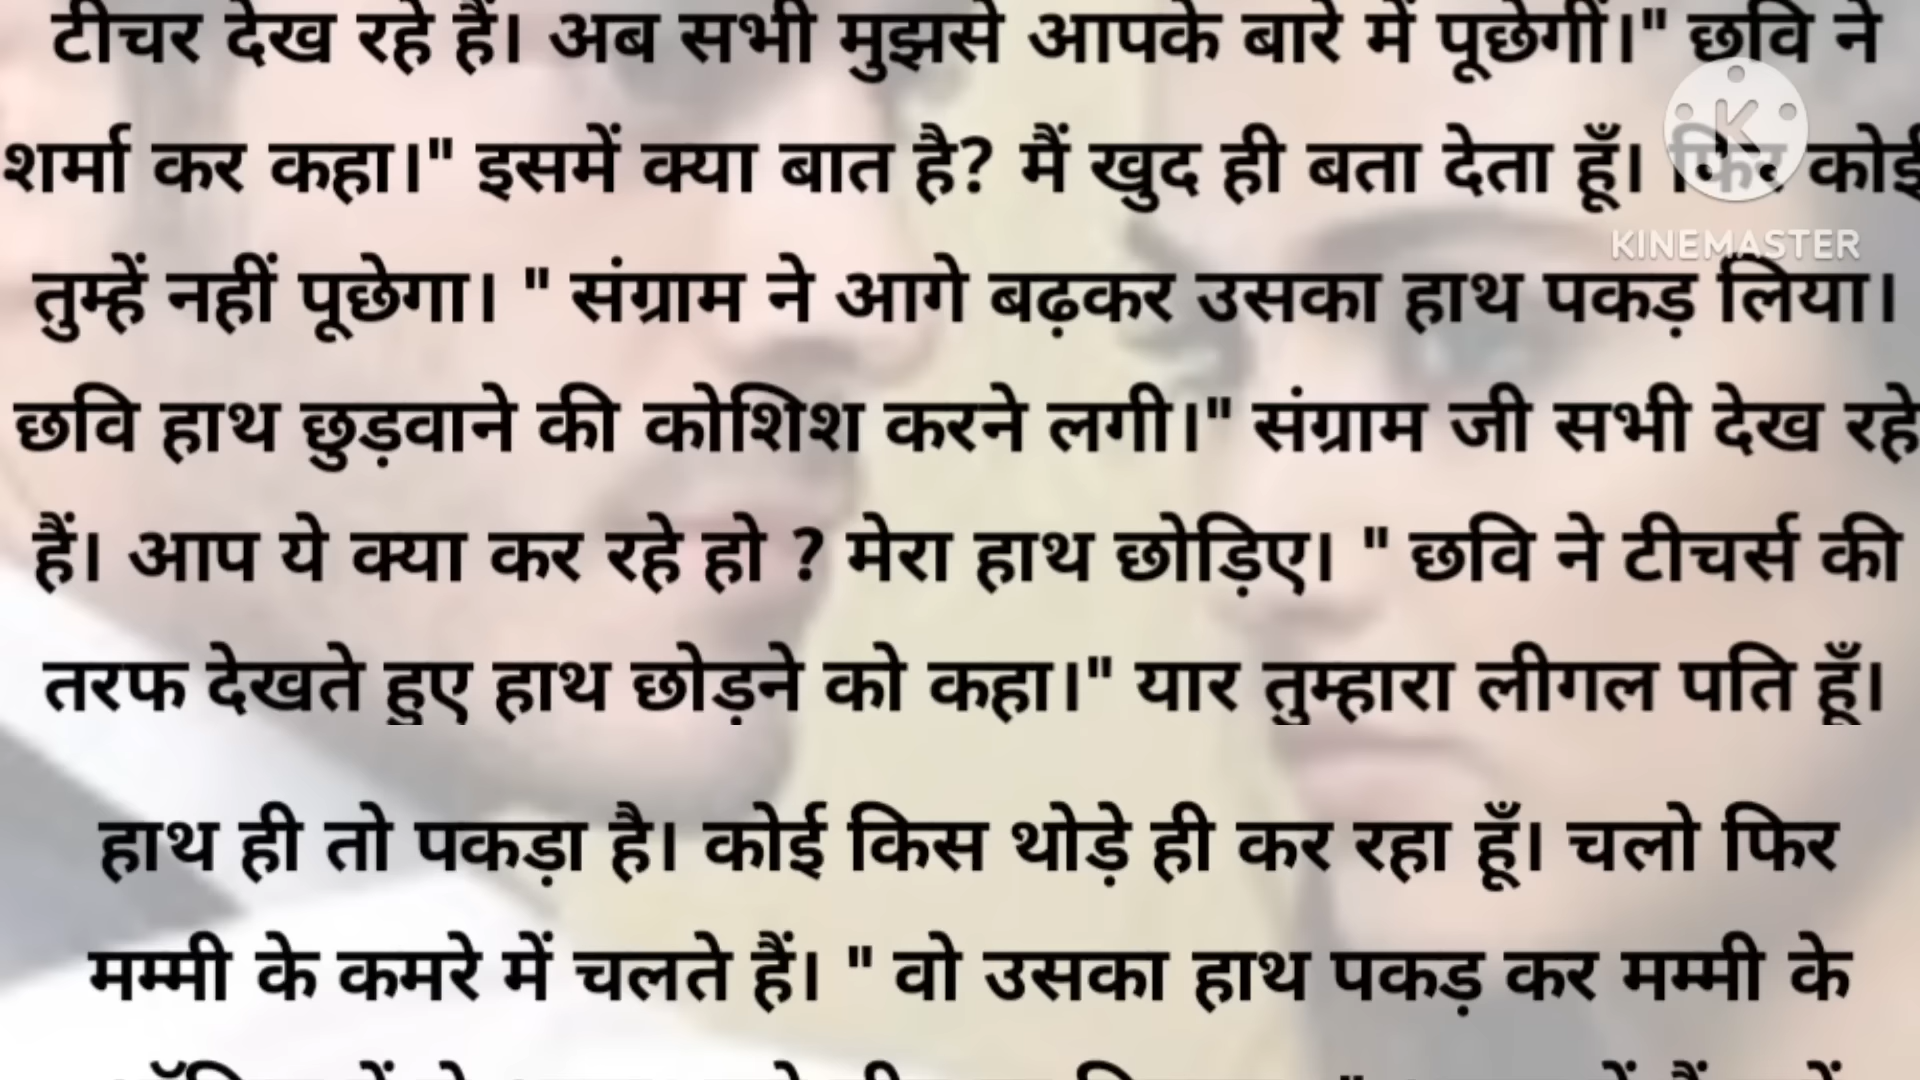 टीचर देख रहे हैं। अब सभी मुझसे आपके बारे में पूछेगीं।" छवि ने
शर्मा कर कहा।" इसमें क्या बात है? मैं खुद ही बता देता हूँ। फिर कोई
KINEMASTER
तुम्हें नहीं पूछेगा। " संग्राम ने आगे बढ़कर उसका हाथ पकड़ लिया।
छवि हाथ छुड़वाने की कोशिश करने लगी।" संग्राम जी सभी देख रहे
हैं। आप ये क्या कर रहे हो ? मेरा हाथ छोड़िए। " छवि ने टीचर्स की
तरफ देखते हुए हाथ छोड़ने को कहा।" यार तुम्हारा लीगल पति हूँ।
हाथ ही तो पकड़ा है। कोई किस थोड़े ही कर रहा हूँ। चलो फिर
मम्मी के कमरे में चलते हैं। " वो उसका हाथ पकड़ कर मम्मी के